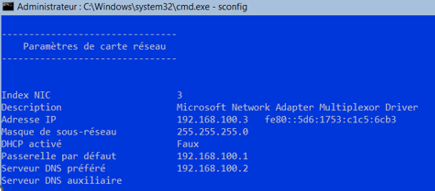 Administrateur : C:\Windows\system32\cmd.exe - sconfig
--------------------------------
Paramètres de carte réseau
--------------------------------
Index NIC 3
Description Microsoft Network Adapter Multiplexor Driver
Adresse IP 192.168.100.3 fe80::5d6:1753:c1c5:6cb3
Masque de sous-réseau 255.255.255.0
DHCP activé Faux
Passerelle par défaut 192.168.100.1
Serveur DNS préféré 192.168.100.2
Serveur DNS auxiliaire